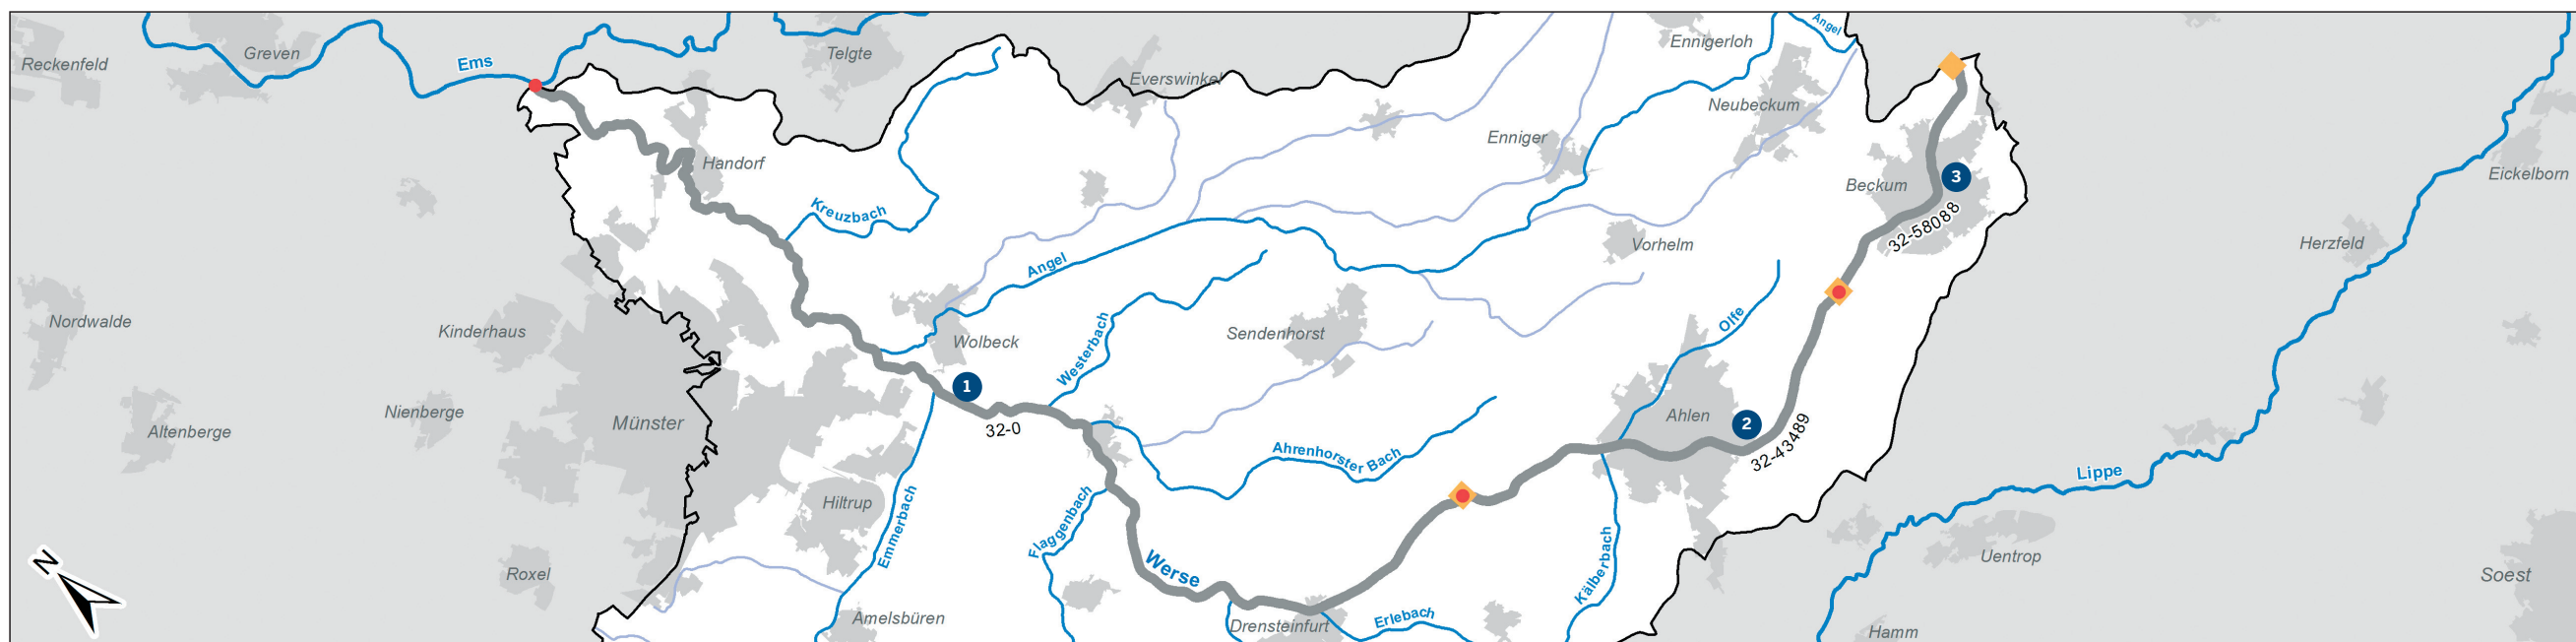 Reckenfeld
Greven
Ems
Telgte
Everswinkel
Ennigerloh
Angel
Neubeckum
Enniger
Handorf
Kreuzbach
Beckum
3
32-58088
Eickelborn
Vorhelm
Herzfeld
Angel
Nordwalde
Kinderhaus
Wolbeck
Westerbach
Sendenhorst
Olfe
1
32-0
Nienberge
Münster
Altenberge
Ahlen
2
32-43489
Ahrenhorster Bach
Lippe
Hiltrup
Emmerbach
Flaggenbach
Werse
Kälberbach
Uentrop
N
Roxel
Soest
Amelsbüren
Drensteinfurt
Erlebach
Hamm